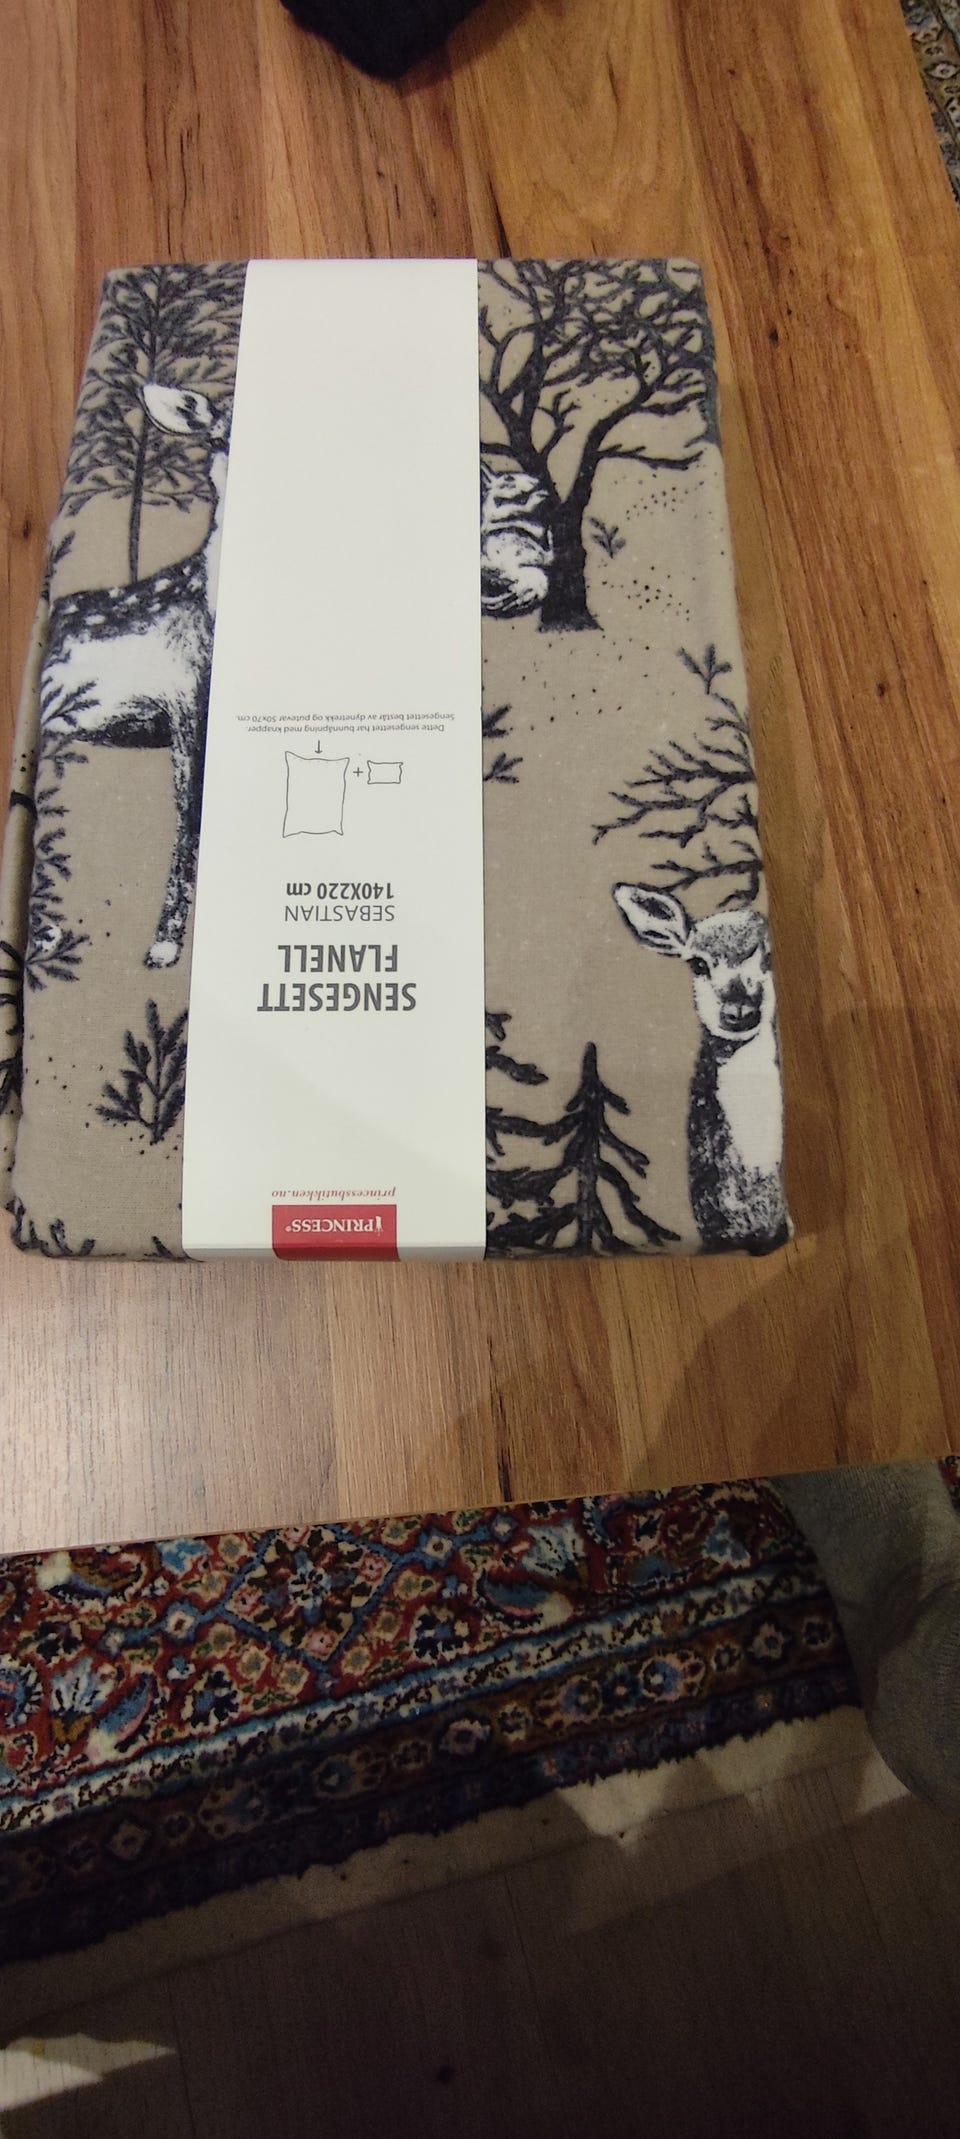 PRINCESS®
princessbutikken.no
SENGESETT
FLANELL
SEBASTIAN
140X220 cm
+
Dette sengesettet har bunnåpning med knapper.
Sengesettet består av dynetrekk og putevar 50x70 cm.